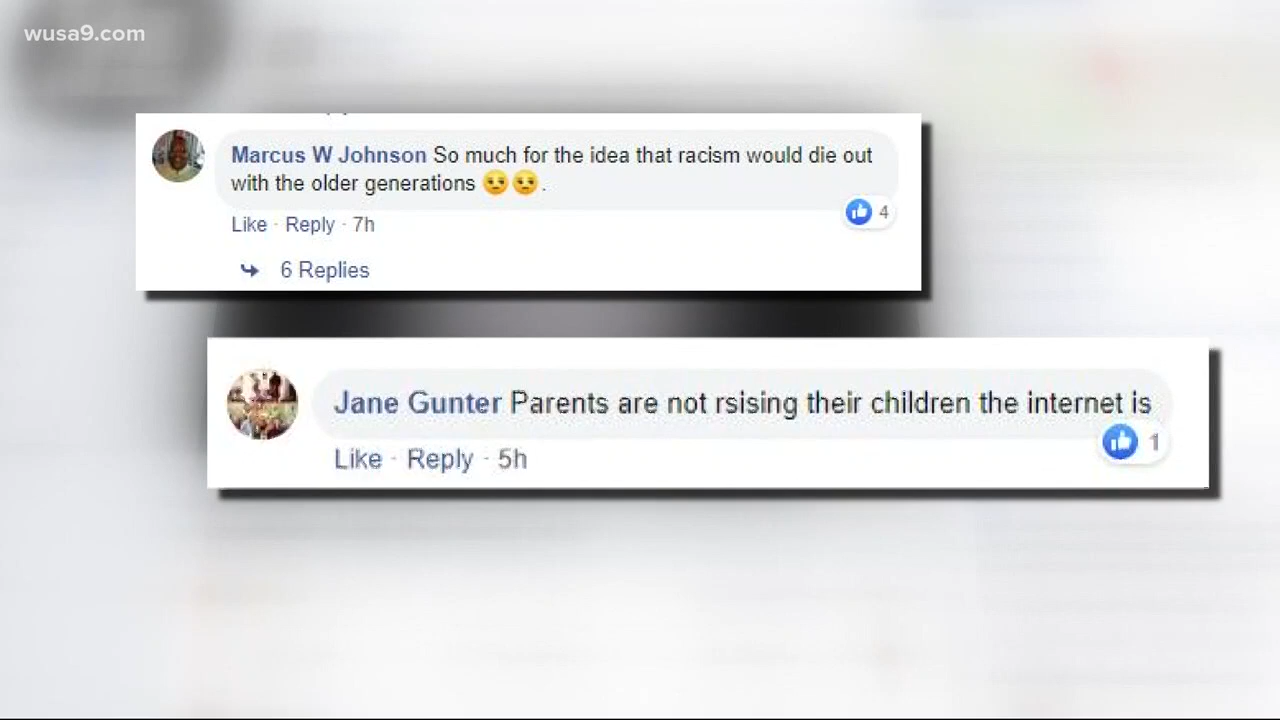 wusa9.com
Marcus W Johnson So much for the idea that racism would die out
with the older generations 😒😒.
4
Like · Reply · 7h
6 Replies
Jane Gunter Parents are not rsising their children the internet is
1
Like · Reply · 5h